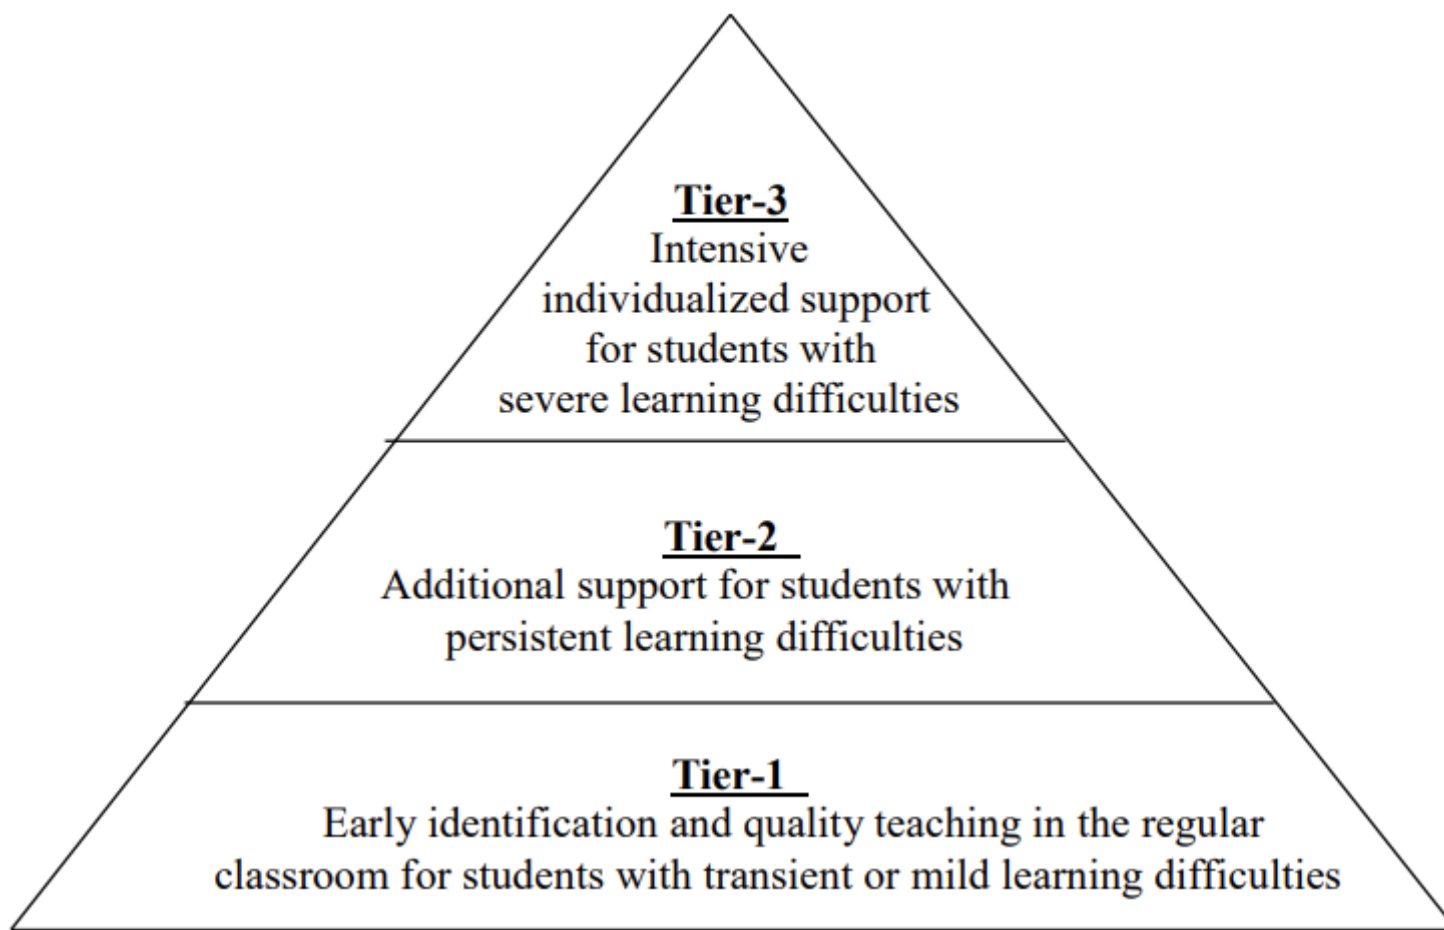 Tier-3
Intensive
individualized support
for students with
severe learning difficulties
Tier-2
Additional support for students with
persistent learning difficulties
Tier-1
Early identification and quality teaching in the regular
classroom for students with transient or mild learning difficulties